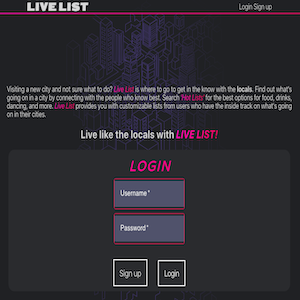 LIVE LIST
Login Sign up
Visiting a new city and not sure what to do? Live List is where to go to get in the know with the locals. Find out what's
going on in a city by connecting with the people who know best. Search 'Hot Lists' for the best options for food, drinks,
dancing, and more. Live List provides you with customizable lists from users who have the inside track on what's going
on in their cities.
Live like the locals with LIVE LIST!
LOGIN
Username *
Password *
Sign up
Login